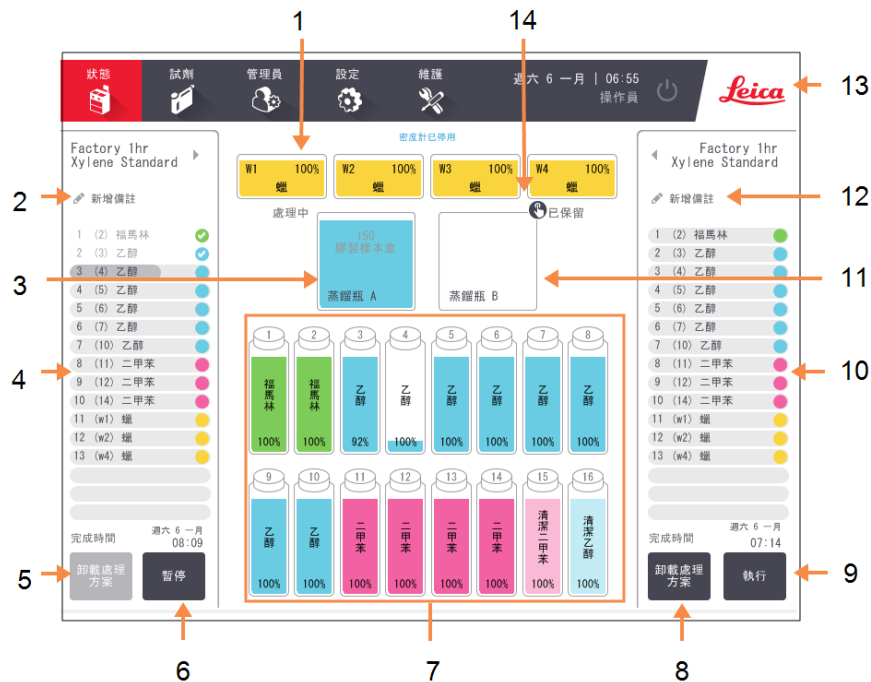 1
14
狀態
試劑
管理員
設定
維護
週六 6 一月 | 06:55
操作員
Leica
13
密度計已停用
Factory 1hr
Xylene Standard
W1 100%
蠟
W2 100%
蠟
W3 100%
蠟
W4 100%
蠟
Factory 1hr
Xylene Standard
2
新增備註
處理中
已保留
新增備註
12
1 (2) 福馬林
2 (3) 乙醇
3 (4) 乙醇
4 (5) 乙醇
5 (6) 乙醇
6 (7) 乙醇
7 (10) 乙醇
8 (11) 二甲苯
9 (12) 二甲苯
10 (14) 二甲苯
11 (w1) 蠟
12 (w2) 蠟
13 (w4) 蠟
3
4
150
膠裝樣本盒
蒸餾瓶 A
蒸餾瓶 B
11
1
福馬林
100%
2
福馬林
100%
3
乙醇
92%
4
乙醇
100%
5
乙醇
100%
6
乙醇
100%
7
乙醇
100%
8
乙醇
100%
9
乙醇
100%
10
乙醇
100%
11
二甲苯
100%
12
二甲苯
100%
13
二甲苯
100%
14
二甲苯
100%
15
清潔二甲苯
100%
16
清潔乙醇
100%
1 (2) 福馬林
2 (3) 乙醇
3 (4) 乙醇
4 (5) 乙醇
5 (6) 乙醇
6 (7) 乙醇
7 (10) 乙醇
8 (11) 二甲苯
9 (12) 二甲苯
10 (14) 二甲苯
11 (w1) 蠟
12 (w2) 蠟
13 (w4) 蠟
10
完成時間
週六 6 一月
08:09
完成時間
週六 6 一月
07:14
5
卸載處理
方案
暫停
卸載處理
方案
執行
9
6
7
8